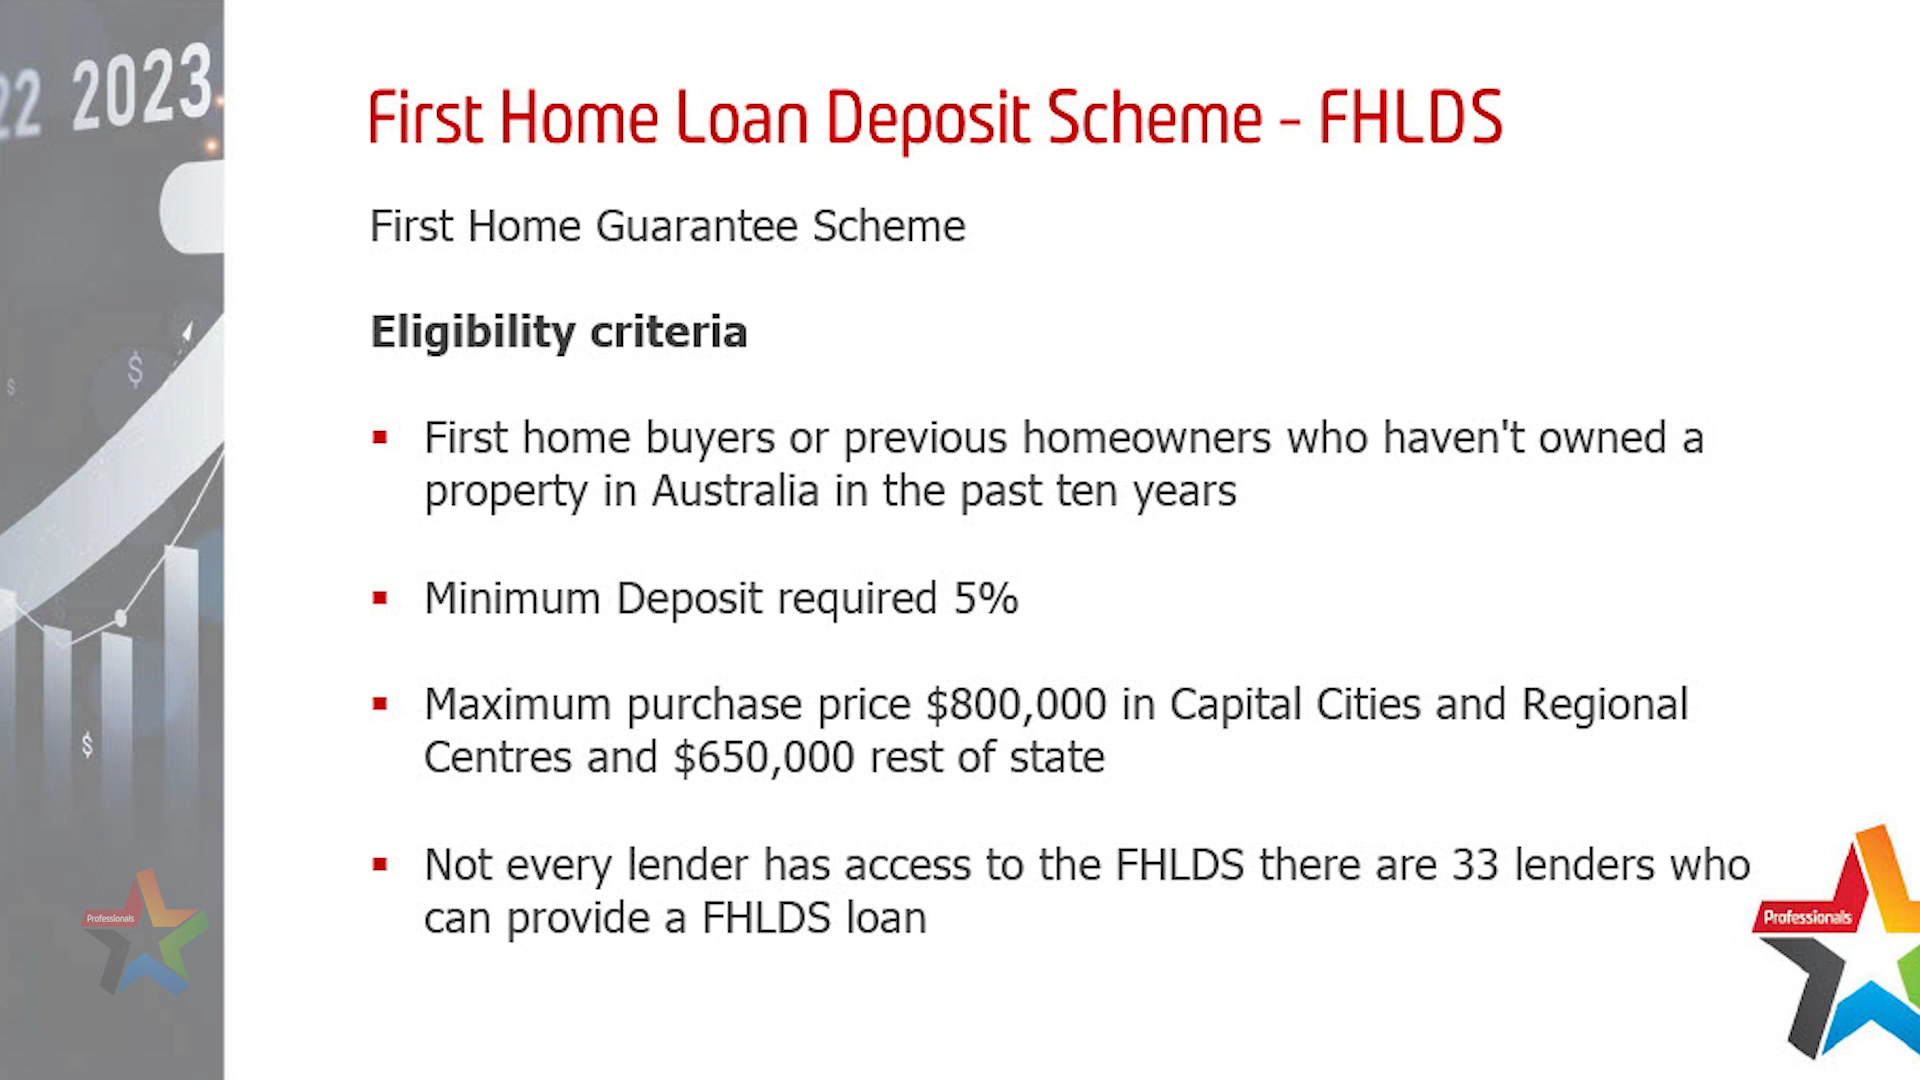 22 2023
First Home Loan Deposit Scheme - FHLDS
First Home Guarantee Scheme
Eligibility criteria
First home buyers or previous homeowners who haven't owned a
property in Australia in the past ten years
Minimum Deposit required 5%
Maximum purchase price $800,000 in Capital Cities and Regional
Centres and $650,000 rest of state
Not every lender has access to the FHLDS there are 33 lenders who
can provide a FHLDS loan
$
$
$
Professionals
Professionals